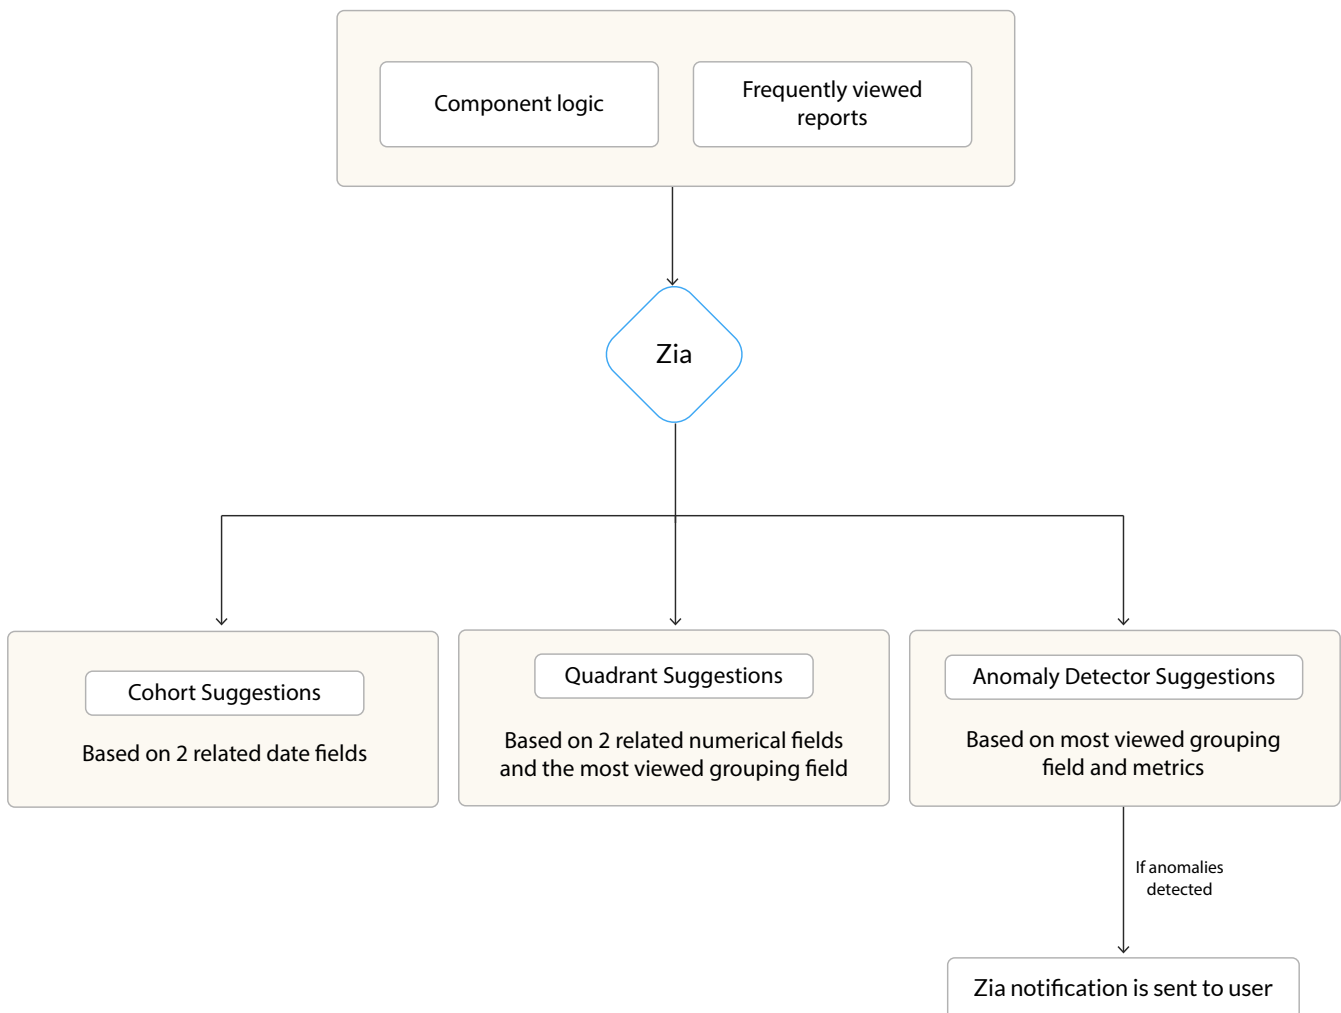 Component logic
Frequently viewed
reports
Zia
Cohort Suggestions
Based on 2 related date fields
Quadrant Suggestions
Based on 2 related numerical fields
and the most viewed grouping field
Anomaly Detector Suggestions
Based on most viewed grouping
field and metrics
If anomalies
detected
Zia notification is sent to user